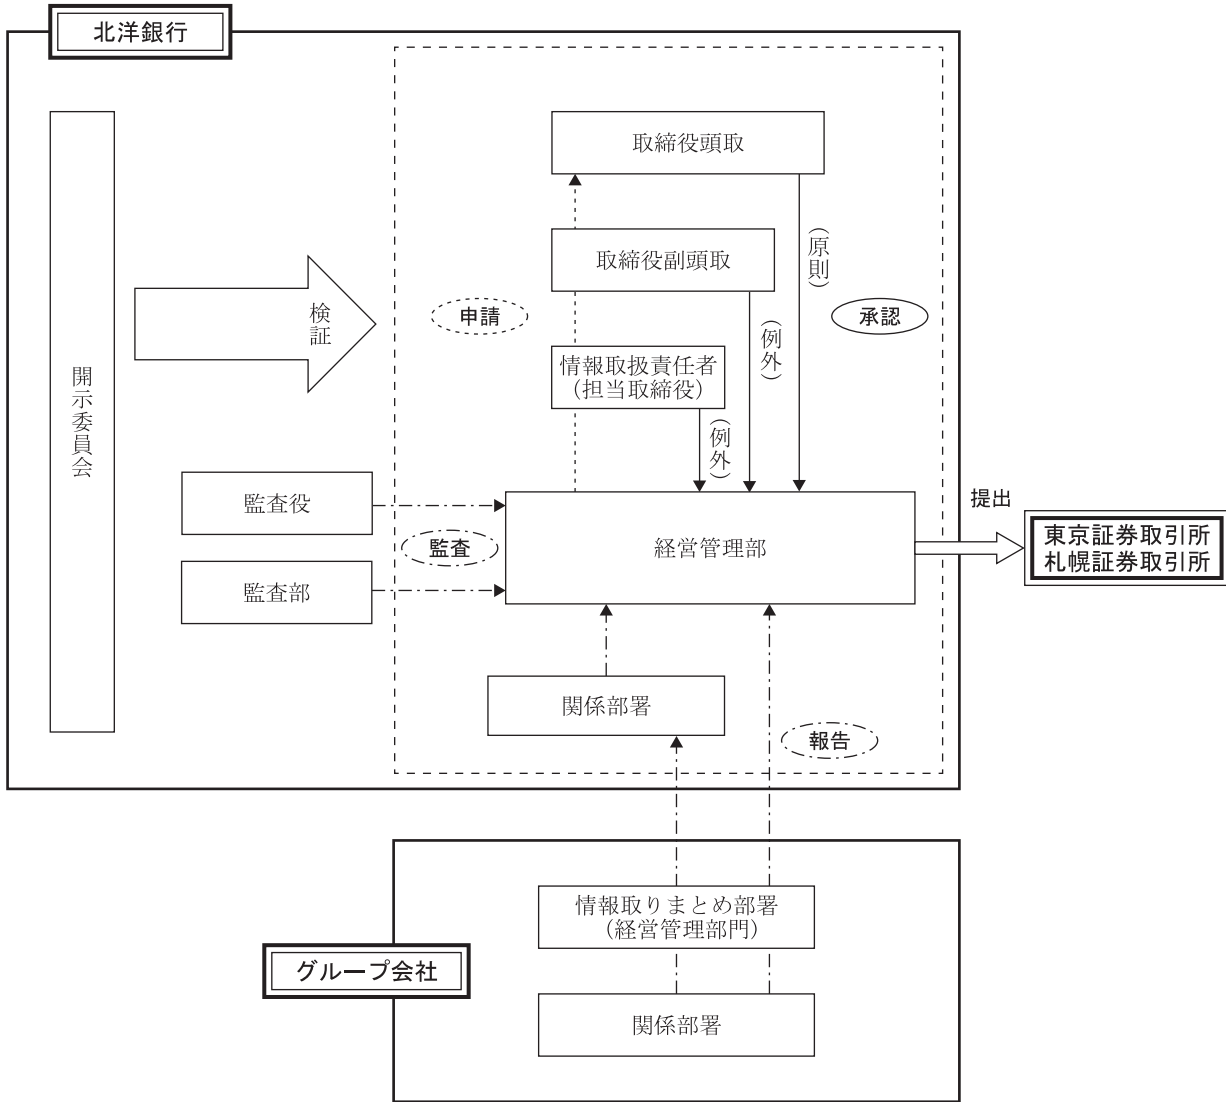 北洋銀行
取締役頭取
(原則)
取締役副頭取
検証
申請
(例外)
承認
情報取扱責任者
(担当取締役)
(例外)
開示委員会
監査役
監査
経営管理部
提出
東京証券取引所
札幌証券取引所
監査部
関係部署
報告
情報取りまとめ部署
(経営管理部門)
グループ会社
関係部署